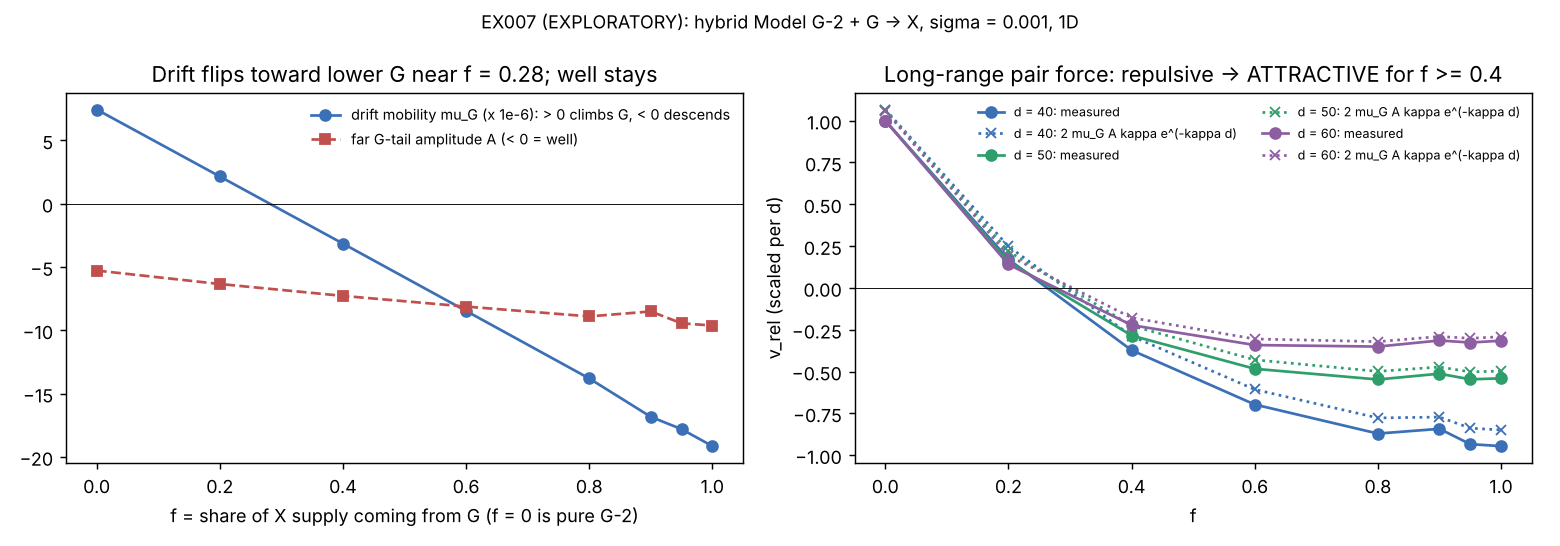 EX007 (EXPLORATORY): hybrid Model G-2 + G → X, sigma = 0.001, 1D
Drift flips toward lower G near f = 0.28; well stays
drift mobility mu_G (x 1e-6): > 0 climbs G, < 0 descends
far G-tail amplitude A (< 0 = well)
5
0
−5
−10
−15
−20
0.0
0.2
0.4
0.6
0.8
1.0
f = share of X supply coming from G (f = 0 is pure G-2)
Long-range pair force: repulsive → ATTRACTIVE for f >= 0.4
d = 40: measured
d = 40: 2 mu_G A kappa e^(-kappa d)
d = 50: measured
d = 50: 2 mu_G A kappa e^(-kappa d)
d = 60: measured
d = 60: 2 mu_G A kappa e^(-kappa d)
v_rel (scaled per d)
1.00
0.75
0.50
0.25
0.00
−0.25
−0.50
−0.75
−1.00
0.0
0.2
0.4
0.6
0.8
1.0
f